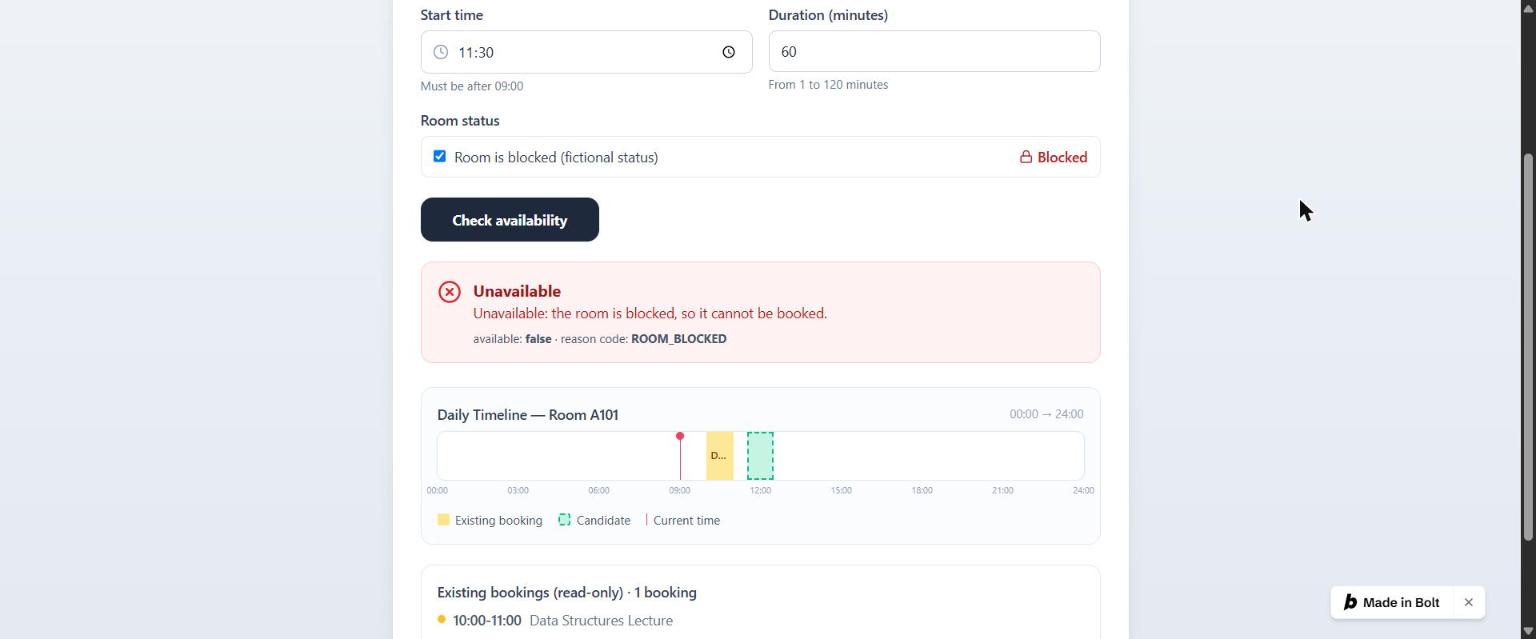 Start time
Duration (minutes)
11:30
60
Must be after 09:00
From 1 to 120 minutes
Room status
Room is blocked (fictional status)
Blocked
Check availability
Unavailable
Unavailable: the room is blocked, so it cannot be booked.
available: false · reason code: ROOM_BLOCKED
Daily Timeline — Room A101
00:00 → 24:00
D...
00:00 03:00 06:00 09:00 12:00 15:00 18:00 21:00 24:00
Existing booking Candidate Current time
Existing bookings (read-only) · 1 booking
10:00-11:00 Data Structures Lecture
b Made in Bolt